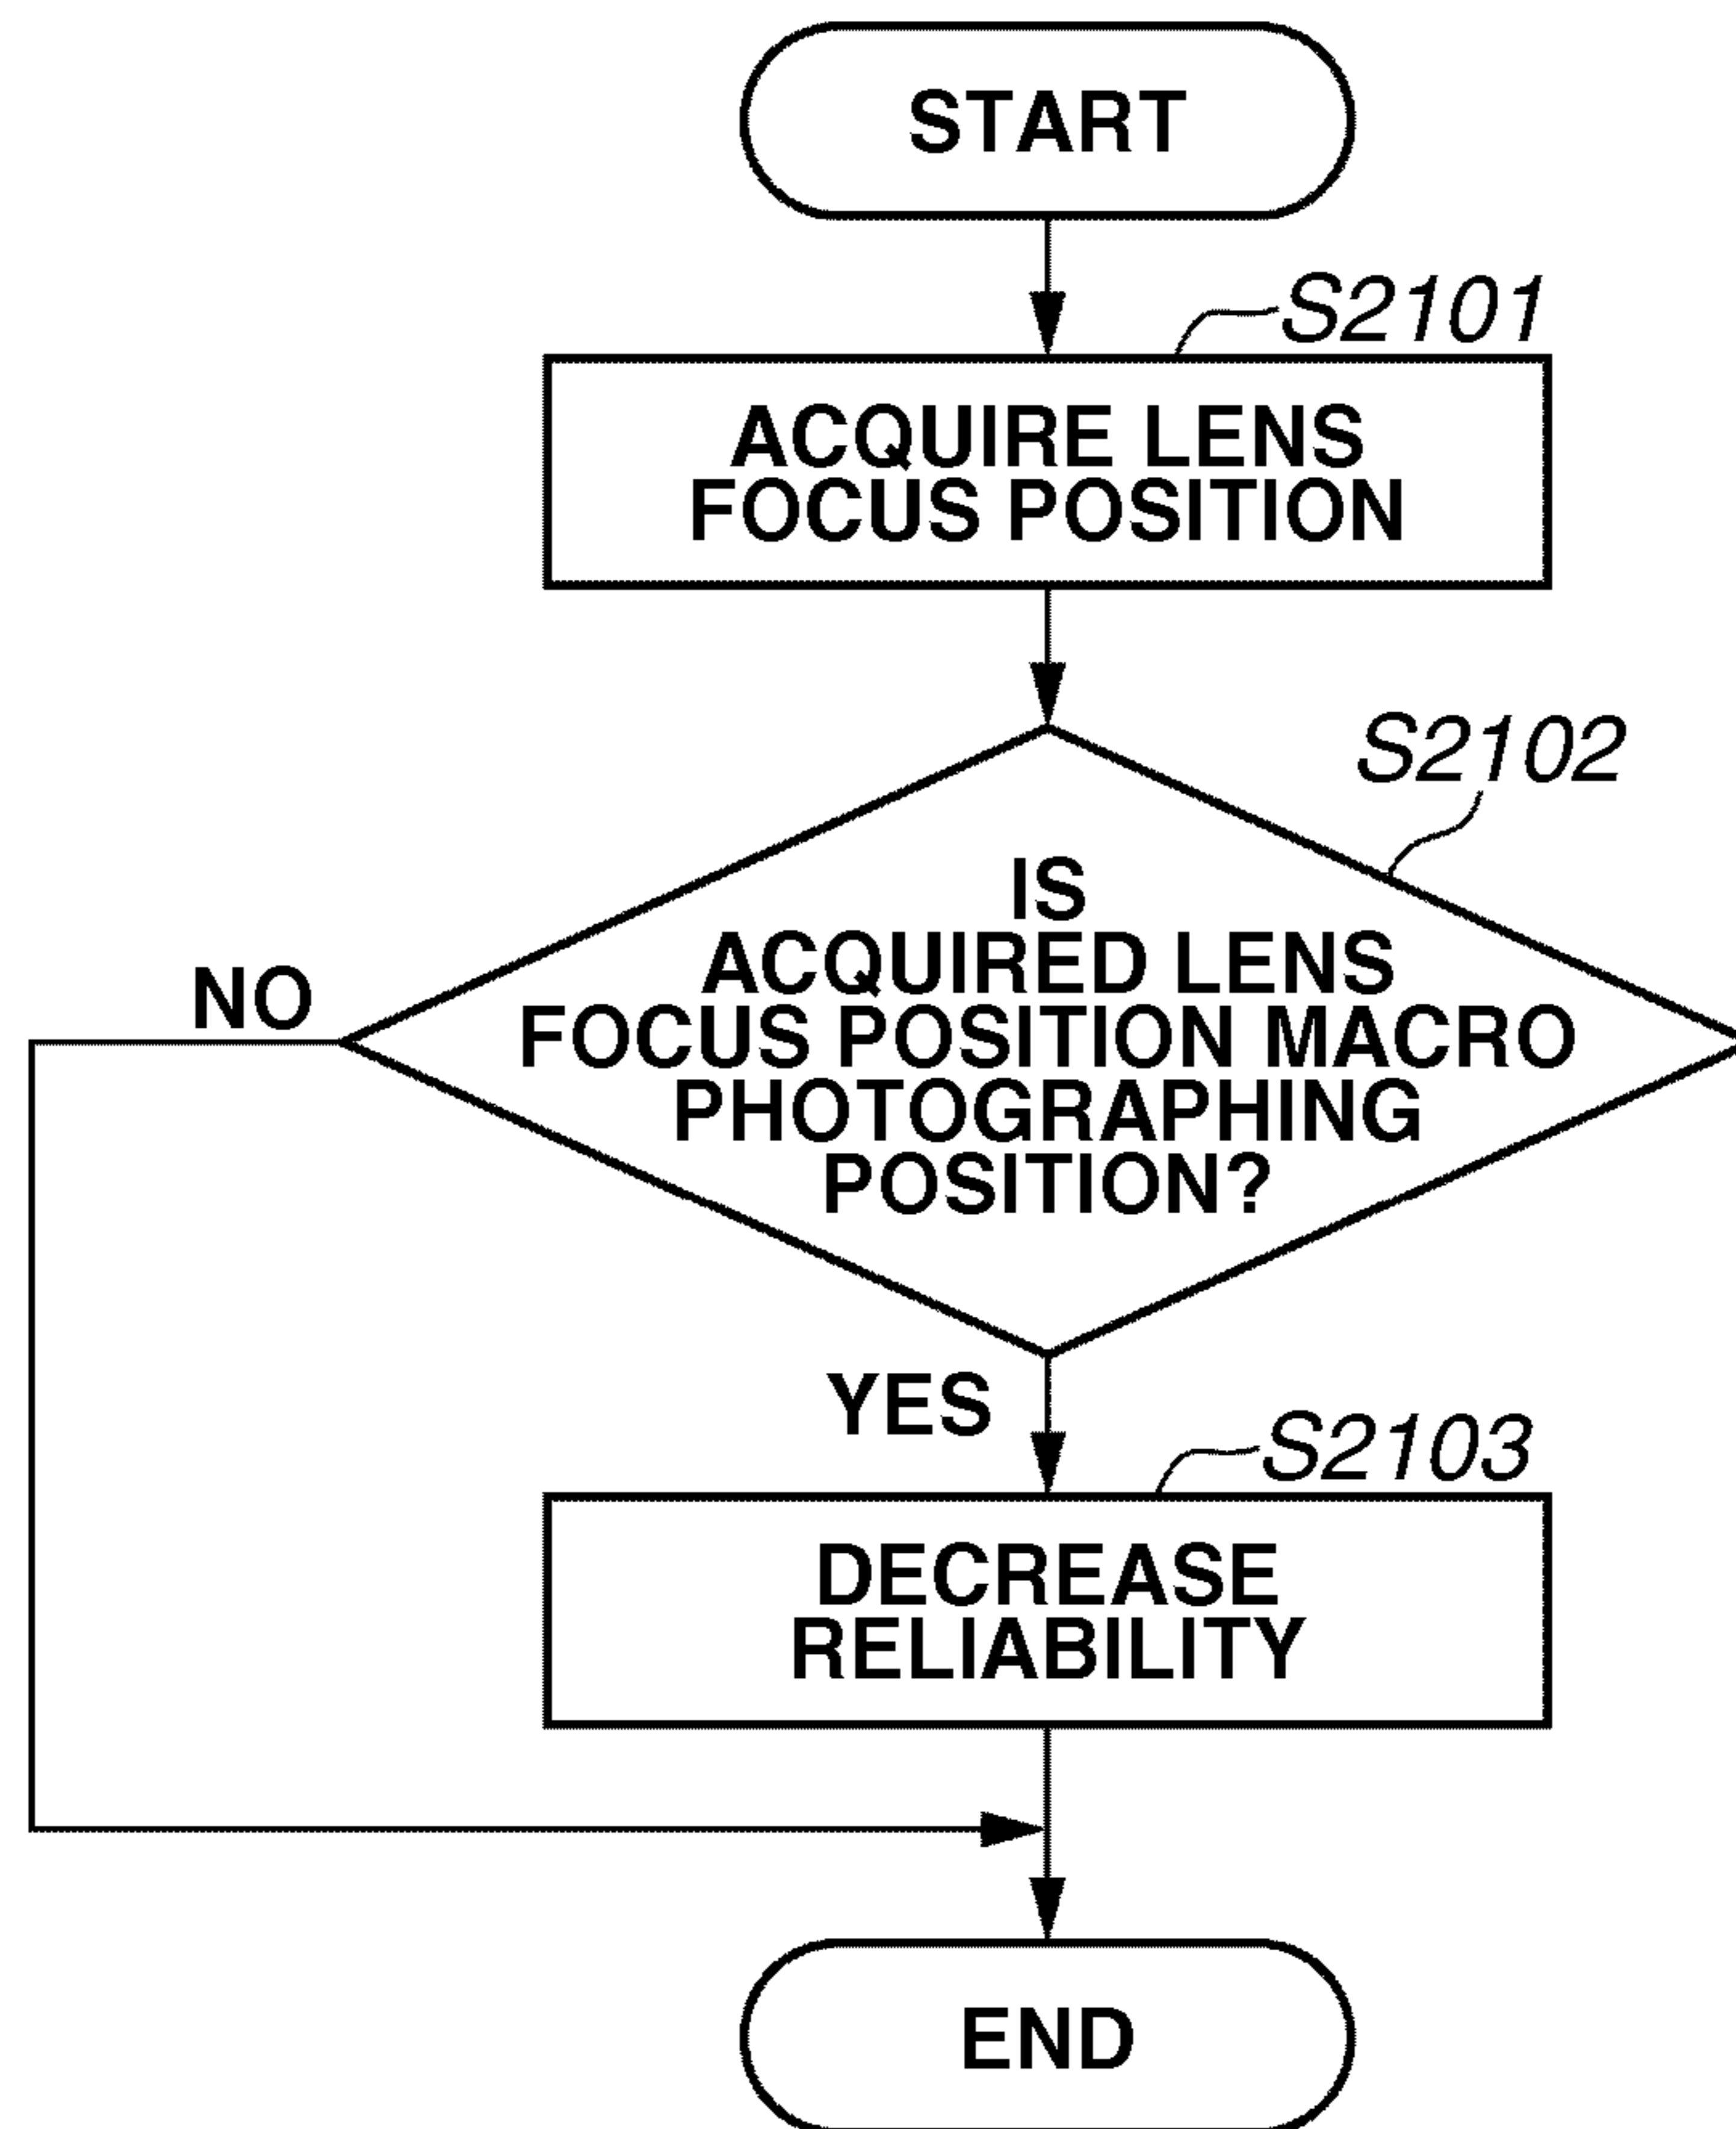 START
S2101
ACQUIRE LENS
FOCUS POSITION
S2102
IS
ACQUIRED LENS
FOCUS POSITION MACRO
PHOTOGRAPHING
POSITION?
NO
YES
S2103
DECREASE
RELIABILITY
END